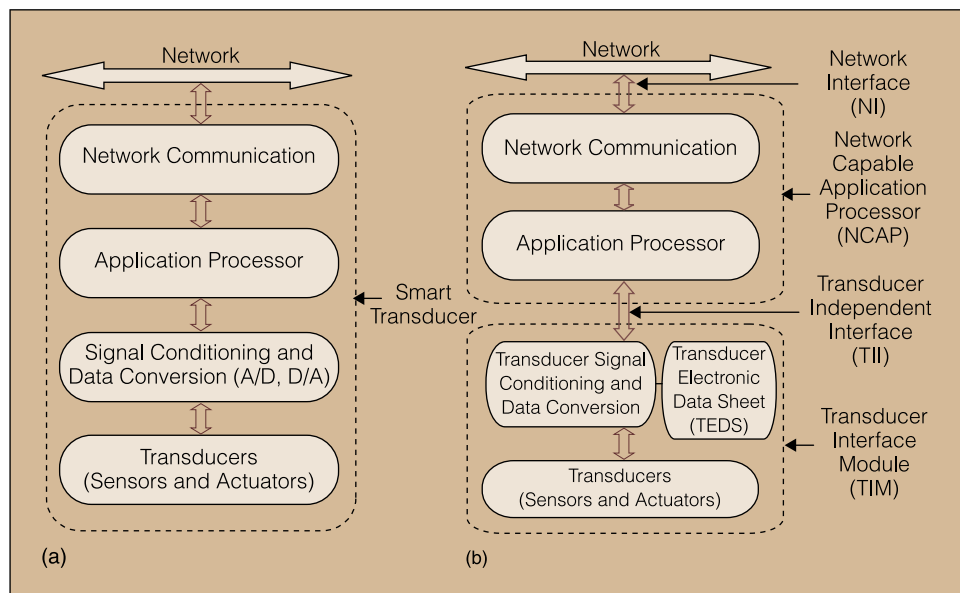 Network
Network Communication
Application Processor
Signal Conditioning and
Data Conversion (A/D, D/A)
Transducers
(Sensors and Actuators)
Smart
Transducer
(a)
Network
Network Communication
Application Processor
Transducer Signal
Conditioning and
Data Conversion
Transducer
Electronic
Data Sheet
(TEDS)
Transducers
(Sensors and Actuators)
(b)
Network
Interface
(NI)
Network
Capable
Application
Processor
(NCAP)
Transducer
Independent
Interface
(TII)
Transducer
Interface
Module
(TIM)